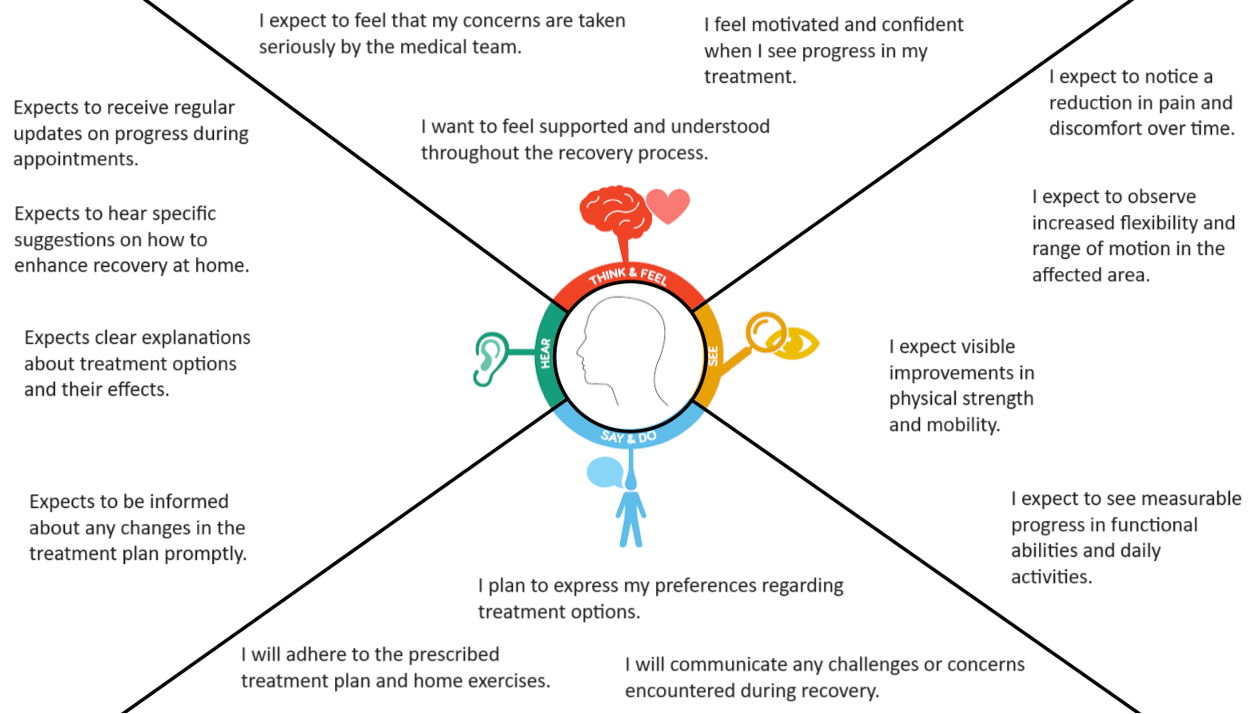 I expect to feel that my concerns are taken
seriously by the medical team.
I feel motivated and confident
when I see progress in my
treatment.
I want to feel supported and understood
throughout the recovery process.
Expects to receive regular
updates on progress during
appointments.
Expects to hear specific
suggestions on how to
enhance recovery at home.
Expects clear explanations
about treatment options
and their effects.
Expects to be informed
about any changes in the
treatment plan promptly.
THINK & FEEL
HEAR
SEE
SAY & DO
I expect to notice a
reduction in pain and
discomfort over time.
I expect to observe
increased flexibility and
range of motion in the
affected area.
I expect visible
improvements in
physical strength
and mobility.
I expect to see measurable
progress in functional
abilities and daily
activities.
I plan to express my preferences regarding
treatment options.
I will adhere to the prescribed
treatment plan and home exercises.
I will communicate any challenges or concerns
encountered during recovery.